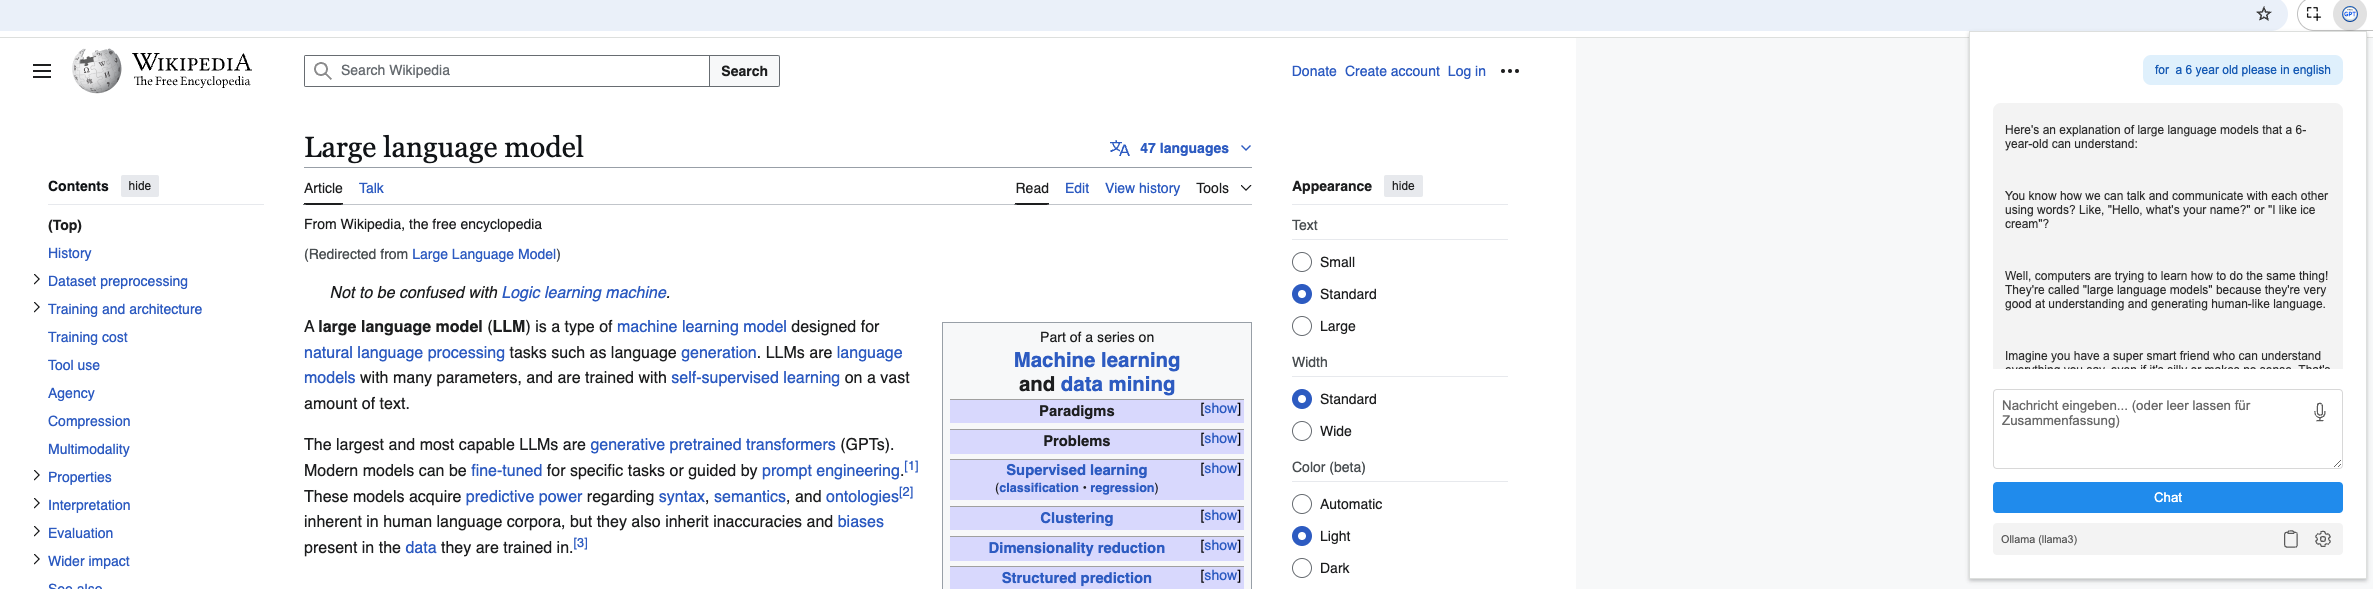 WIKIPEDIA
The Free Encyclopedia
Search Wikipedia
Search
Donate Create account Log in
Large language model
47 languages
Article Talk
Read Edit View history Tools
From Wikipedia, the free encyclopedia
(Redirected from Large Language Model)
Not to be confused with Logic learning machine.
A large language model (LLM) is a type of machine learning model designed for
natural language processing tasks such as language generation. LLMs are language
models with many parameters, and are trained with self-supervised learning on a vast
amount of text.
The largest and most capable LLMs are generative pretrained transformers (GPTs).
Modern models can be fine-tuned for specific tasks or guided by prompt engineering.[1]
These models acquire predictive power regarding syntax, semantics, and ontologies[2]
inherent in human language corpora, but they also inherit inaccuracies and biases
present in the data they are trained in.[3]
Contents hide
(Top)
History
Dataset preprocessing
Training and architecture
Training cost
Tool use
Agency
Compression
Multimodality
Properties
Interpretation
Evaluation
Wider impact
See also
Part of a series on
Machine learning
and data mining
Paradigms [show]
Problems [show]
Supervised learning [show]
(classification • regression)
Clustering [show]
Dimensionality reduction [show]
Structured prediction [show]
Appearance hide
Text
Small
Standard
Large
Width
Standard
Wide
Color (beta)
Automatic
Light
Dark
GPT
for a 6 year old please in english
Here's an explanation of large language models that a 6-
year-old can understand:
You know how we can talk and communicate with each other
using words? Like, "Hello, what's your name?" or "I like ice
cream"?
Well, computers are trying to learn how to do the same thing!
They're called "large language models" because they're very
good at understanding and generating human-like language.
Imagine you have a super smart friend who can understand
everything you say, even if it's silly or makes no sense. That's
Nachricht eingeben... (oder leer lassen für
Zusammenfassung)
Chat
Ollama (llama3)